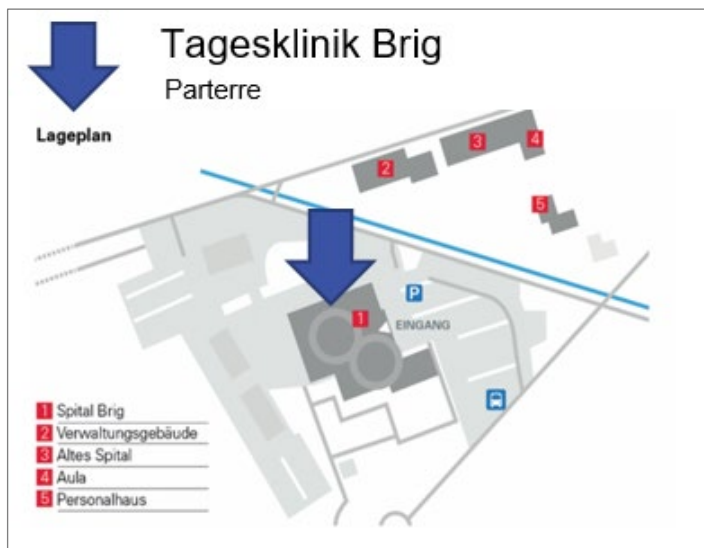 Tagesklinik Brig
Parterre
Lageplan
2
3
4
5
P
1
EINGANG
1 Spital Brig
2 Verwaltungsgebäude
3 Altes Spital
4 Aula
5 Personalhaus